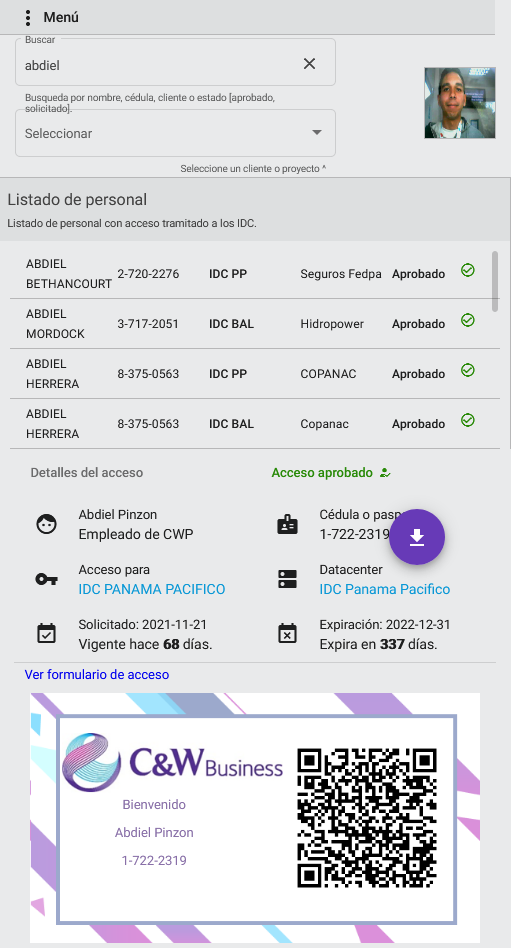 Menú
Buscar
abdiel
Busqueda por nombre, cédula, cliente o estado [aprobado,
solicitado].
Seleccionar
Seleccione un cliente o proyecto ^
Listado de personal
Listado de personal con acceso tramitado a los IDC.
ABDIEL BETHANCOURT 2-720-2276 IDC PP Seguros Fedpa Aprobado
ABDIEL MORDOCK 3-717-2051 IDC BAL Hidropower Aprobado
ABDIEL HERRERA 8-375-0563 IDC PP COPANAC Aprobado
ABDIEL HERRERA 8-375-0563 IDC BAL Copanac Aprobado
Detalles del acceso
Acceso aprobado
Abdiel Pinzon
Empleado de CWP
Cédula o
1-722-2319
Acceso para
IDC PANAMA PACIFICO
Datacenter
IDC Panama Pacifico
Solicitado: 2021-11-21
Vigente hace 68 días.
Expiración: 2022-12-31
Expira en 337 días.
Ver formulario de acceso
C&W Business
Bienvenido
Abdiel Pinzon
1-722-2319